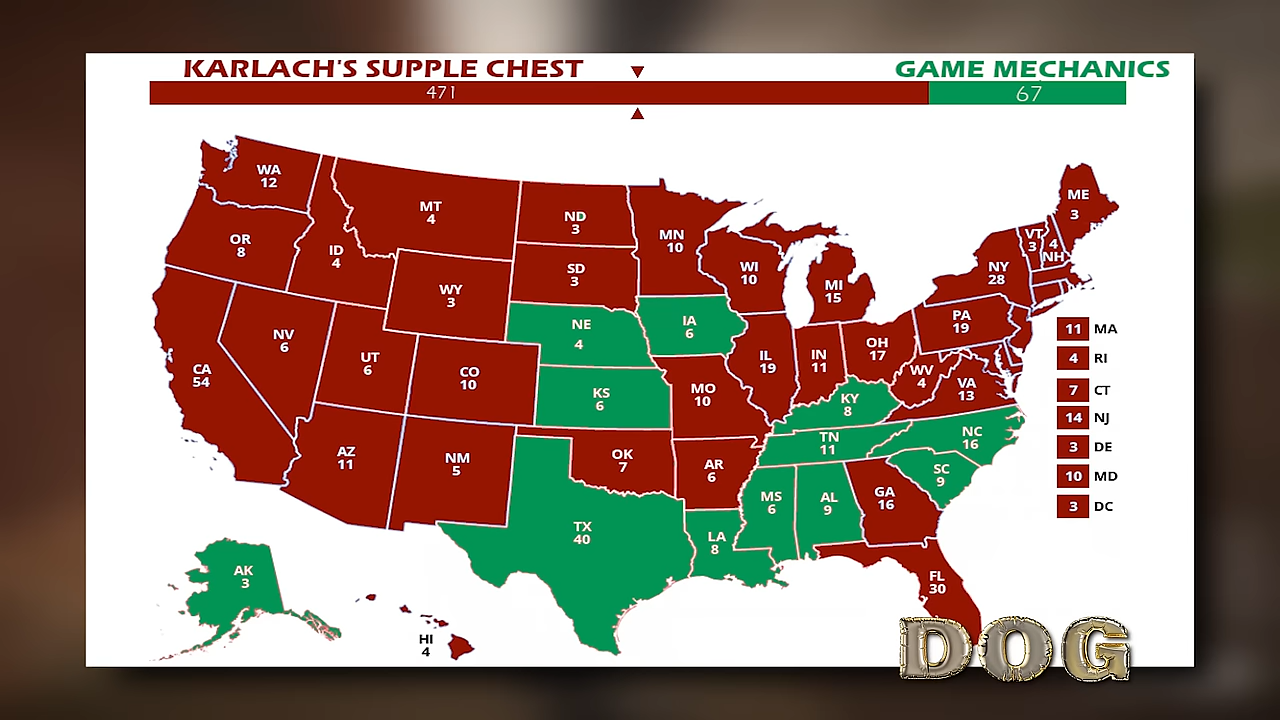 KARLACH'S SUPPLE CHEST
GAME MECHANICS
471
67
WA
12
OR
8
CA
54
NV
6
ID
4
MT
4
WY
3
UT
6
CO
10
AZ
11
NM
5
ND
3
SD
3
NE
4
KS
6
OK
7
TX
40
MN
10
IA
6
MO
10
AR
6
LA
8
WI
10
IL
19
MI
15
IN
11
OH
17
KY
8
TN
11
MS
6
AL
9
GA
16
FL
30
SC
9
NC
16
VA
13
WV
4
PA
19
NY
28
VT
3
4
NH
ME
3
11 MA
4 RI
7 CT
14 NJ
3 DE
10 MD
3 DC
AK
3
HI
4
DOG